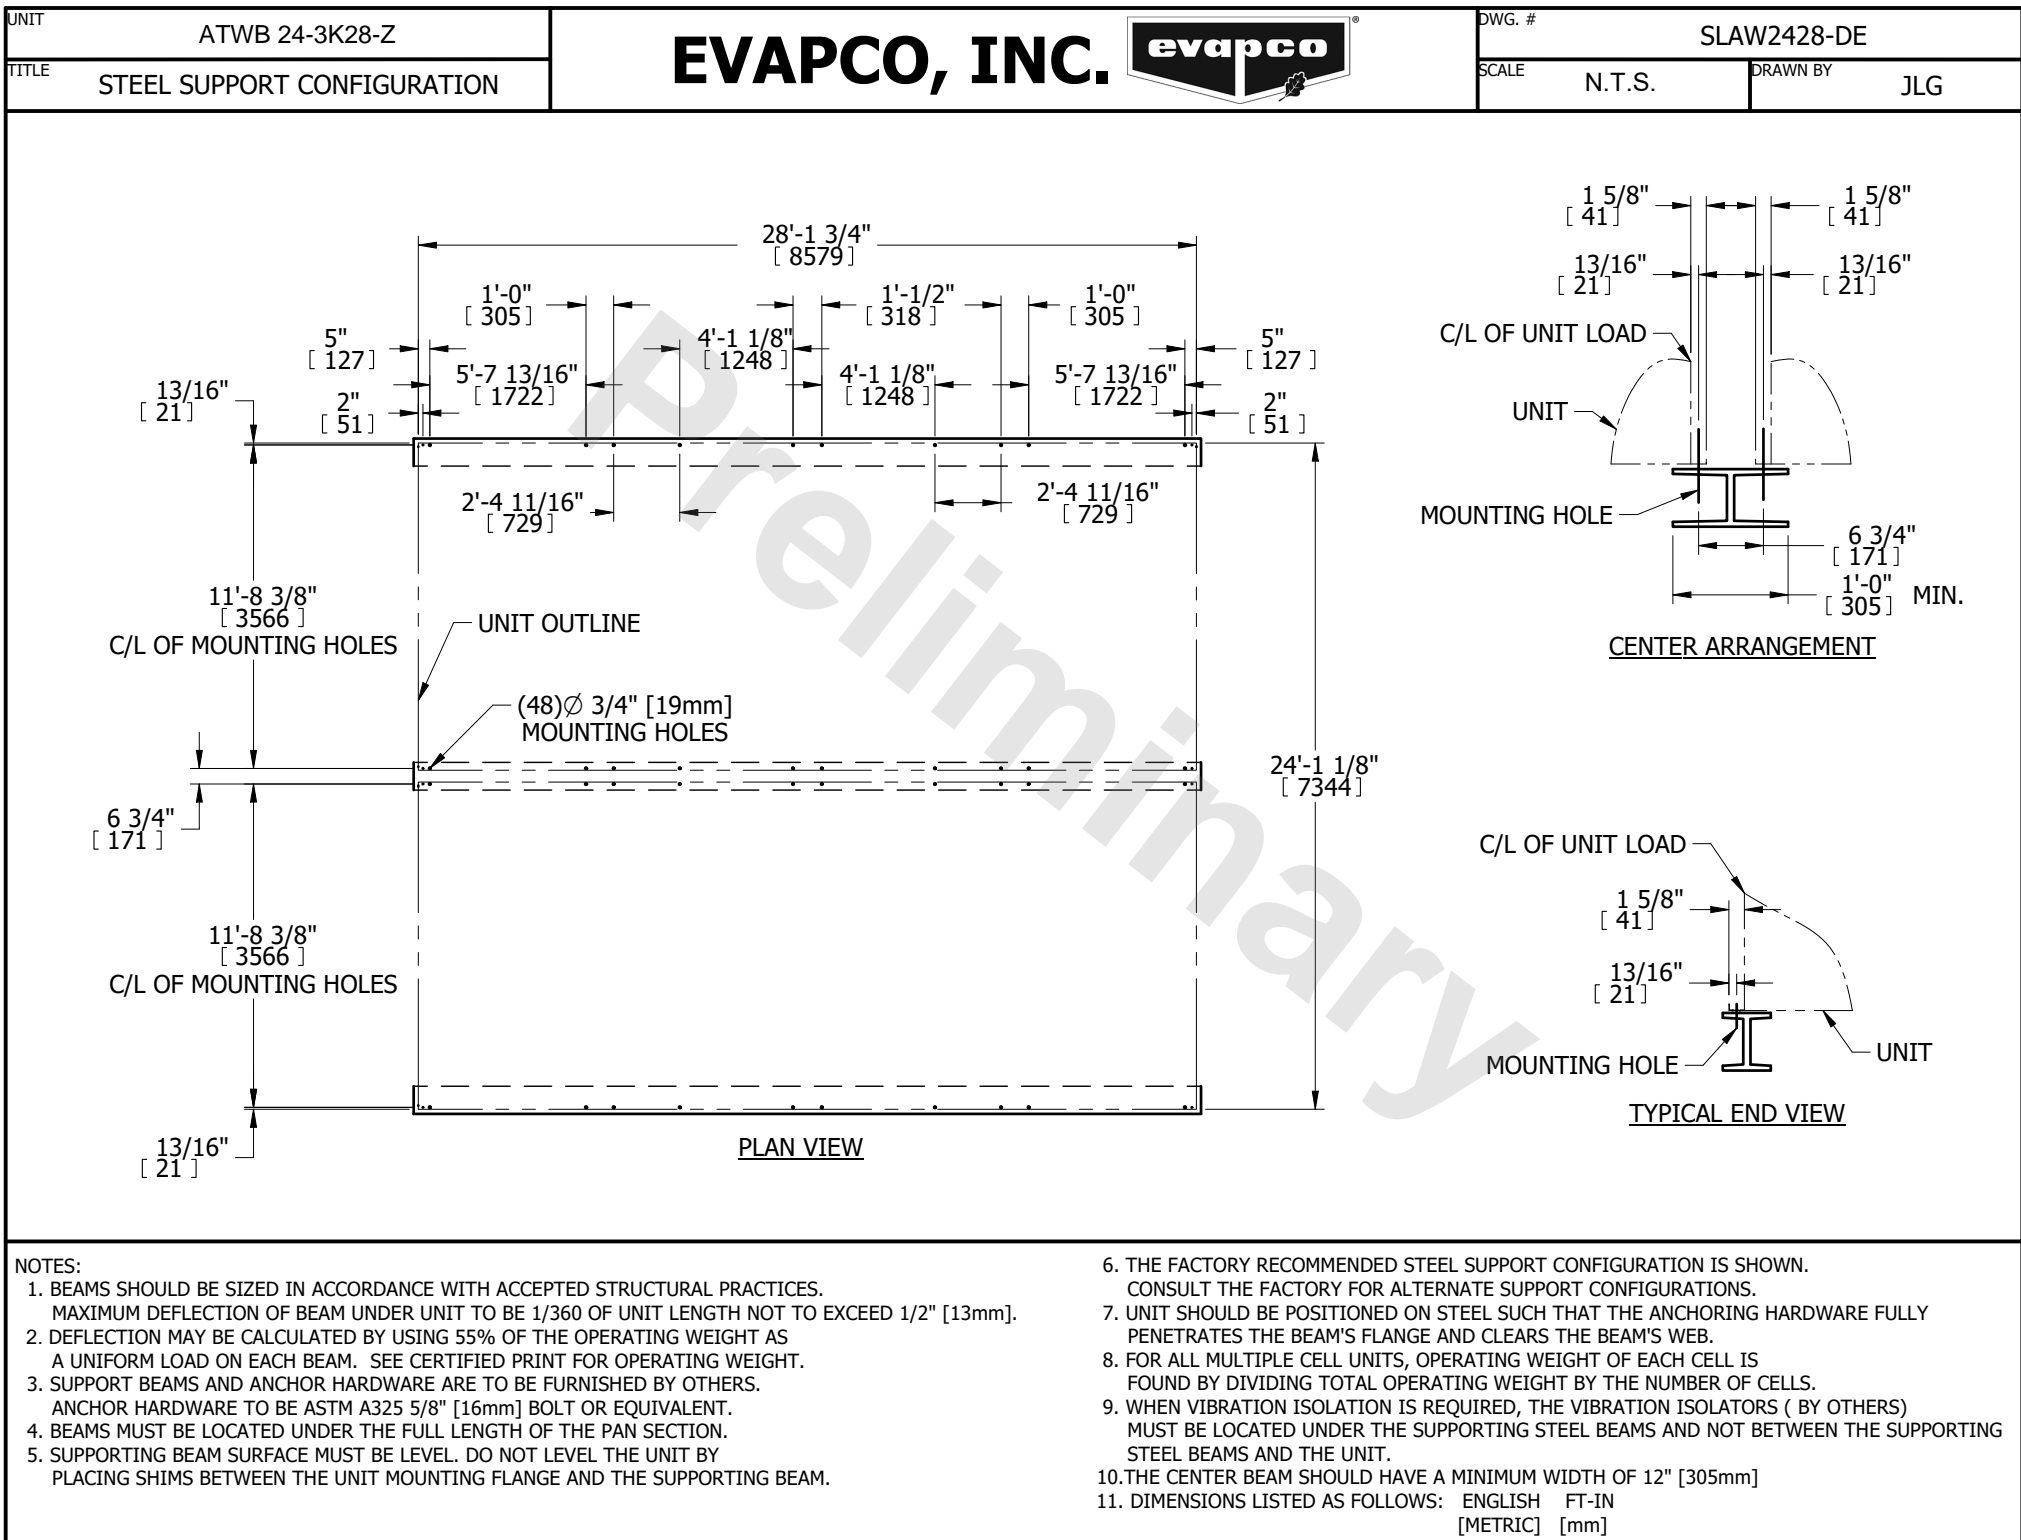 UNIT
ATWB 24-3K28-Z
TITLE
STEEL SUPPORT CONFIGURATION
EVAPCO, INC.
evapco
®
DWG. #
SLAW2428-DE
SCALE
N.T.S.
DRAWN BY
JLG
28'-1 3/4"
[ 8579 ]
1'-0"
[ 305 ]
1'-1/2"
[ 318 ]
1'-0"
[ 305 ]
5"
[ 127 ]
4'-1 1/8"
[ 1248 ]
5"
[ 127 ]
5'-7 13/16"
[ 1722 ]
4'-1 1/8"
[ 1248 ]
5'-7 13/16"
[ 1722 ]
13/16"
[ 21 ]
2"
[ 51 ]
2"
[ 51 ]
2'-4 11/16"
[ 729 ]
2'-4 11/16"
[ 729 ]
11'-8 3/8"
[ 3566 ]
C/L OF MOUNTING HOLES
UNIT OUTLINE
(48)Ø 3/4" [19mm]
MOUNTING HOLES
6 3/4"
[ 171 ]
24'-1 1/8"
[ 7344 ]
11'-8 3/8"
[ 3566 ]
C/L OF MOUNTING HOLES
13/16"
[ 21 ]
PLAN VIEW
Preliminary
1 5/8"
[ 41 ]
1 5/8"
[ 41 ]
13/16"
[ 21 ]
13/16"
[ 21 ]
C/L OF UNIT LOAD
UNIT
MOUNTING HOLE
6 3/4"
[ 171 ]
1'-0"
[ 305 ]
MIN.
CENTER ARRANGEMENT
C/L OF UNIT LOAD
1 5/8"
[ 41 ]
13/16"
[ 21 ]
MOUNTING HOLE
UNIT
TYPICAL END VIEW
NOTES:
1. BEAMS SHOULD BE SIZED IN ACCORDANCE WITH ACCEPTED STRUCTURAL PRACTICES.
MAXIMUM DEFLECTION OF BEAM UNDER UNIT TO BE 1/360 OF UNIT LENGTH NOT TO EXCEED 1/2" [13mm].
2. DEFLECTION MAY BE CALCULATED BY USING 55% OF THE OPERATING WEIGHT AS
A UNIFORM LOAD ON EACH BEAM. SEE CERTIFIED PRINT FOR OPERATING WEIGHT.
3. SUPPORT BEAMS AND ANCHOR HARDWARE ARE TO BE FURNISHED BY OTHERS.
ANCHOR HARDWARE TO BE ASTM A325 5/8" [16mm] BOLT OR EQUIVALENT.
4. BEAMS MUST BE LOCATED UNDER THE FULL LENGTH OF THE PAN SECTION.
5. SUPPORTING BEAM SURFACE MUST BE LEVEL. DO NOT LEVEL THE UNIT BY
PLACING SHIMS BETWEEN THE UNIT MOUNTING FLANGE AND THE SUPPORTING BEAM.
6. THE FACTORY RECOMMENDED STEEL SUPPORT CONFIGURATION IS SHOWN.
CONSULT THE FACTORY FOR ALTERNATE SUPPORT CONFIGURATIONS.
7. UNIT SHOULD BE POSITIONED ON STEEL SUCH THAT THE ANCHORING HARDWARE FULLY
PENETRATES THE BEAM'S FLANGE AND CLEARS THE BEAM'S WEB.
8. FOR ALL MULTIPLE CELL UNITS, OPERATING WEIGHT OF EACH CELL IS
FOUND BY DIVIDING TOTAL OPERATING WEIGHT BY THE NUMBER OF CELLS.
9. WHEN VIBRATION ISOLATION IS REQUIRED, THE VIBRATION ISOLATORS ( BY OTHERS)
MUST BE LOCATED UNDER THE SUPPORTING STEEL BEAMS AND NOT BETWEEN THE SUPPORTING
STEEL BEAMS AND THE UNIT.
10.THE CENTER BEAM SHOULD HAVE A MINIMUM WIDTH OF 12" [305mm]
11. DIMENSIONS LISTED AS FOLLOWS: ENGLISH FT-IN
[METRIC] [mm]